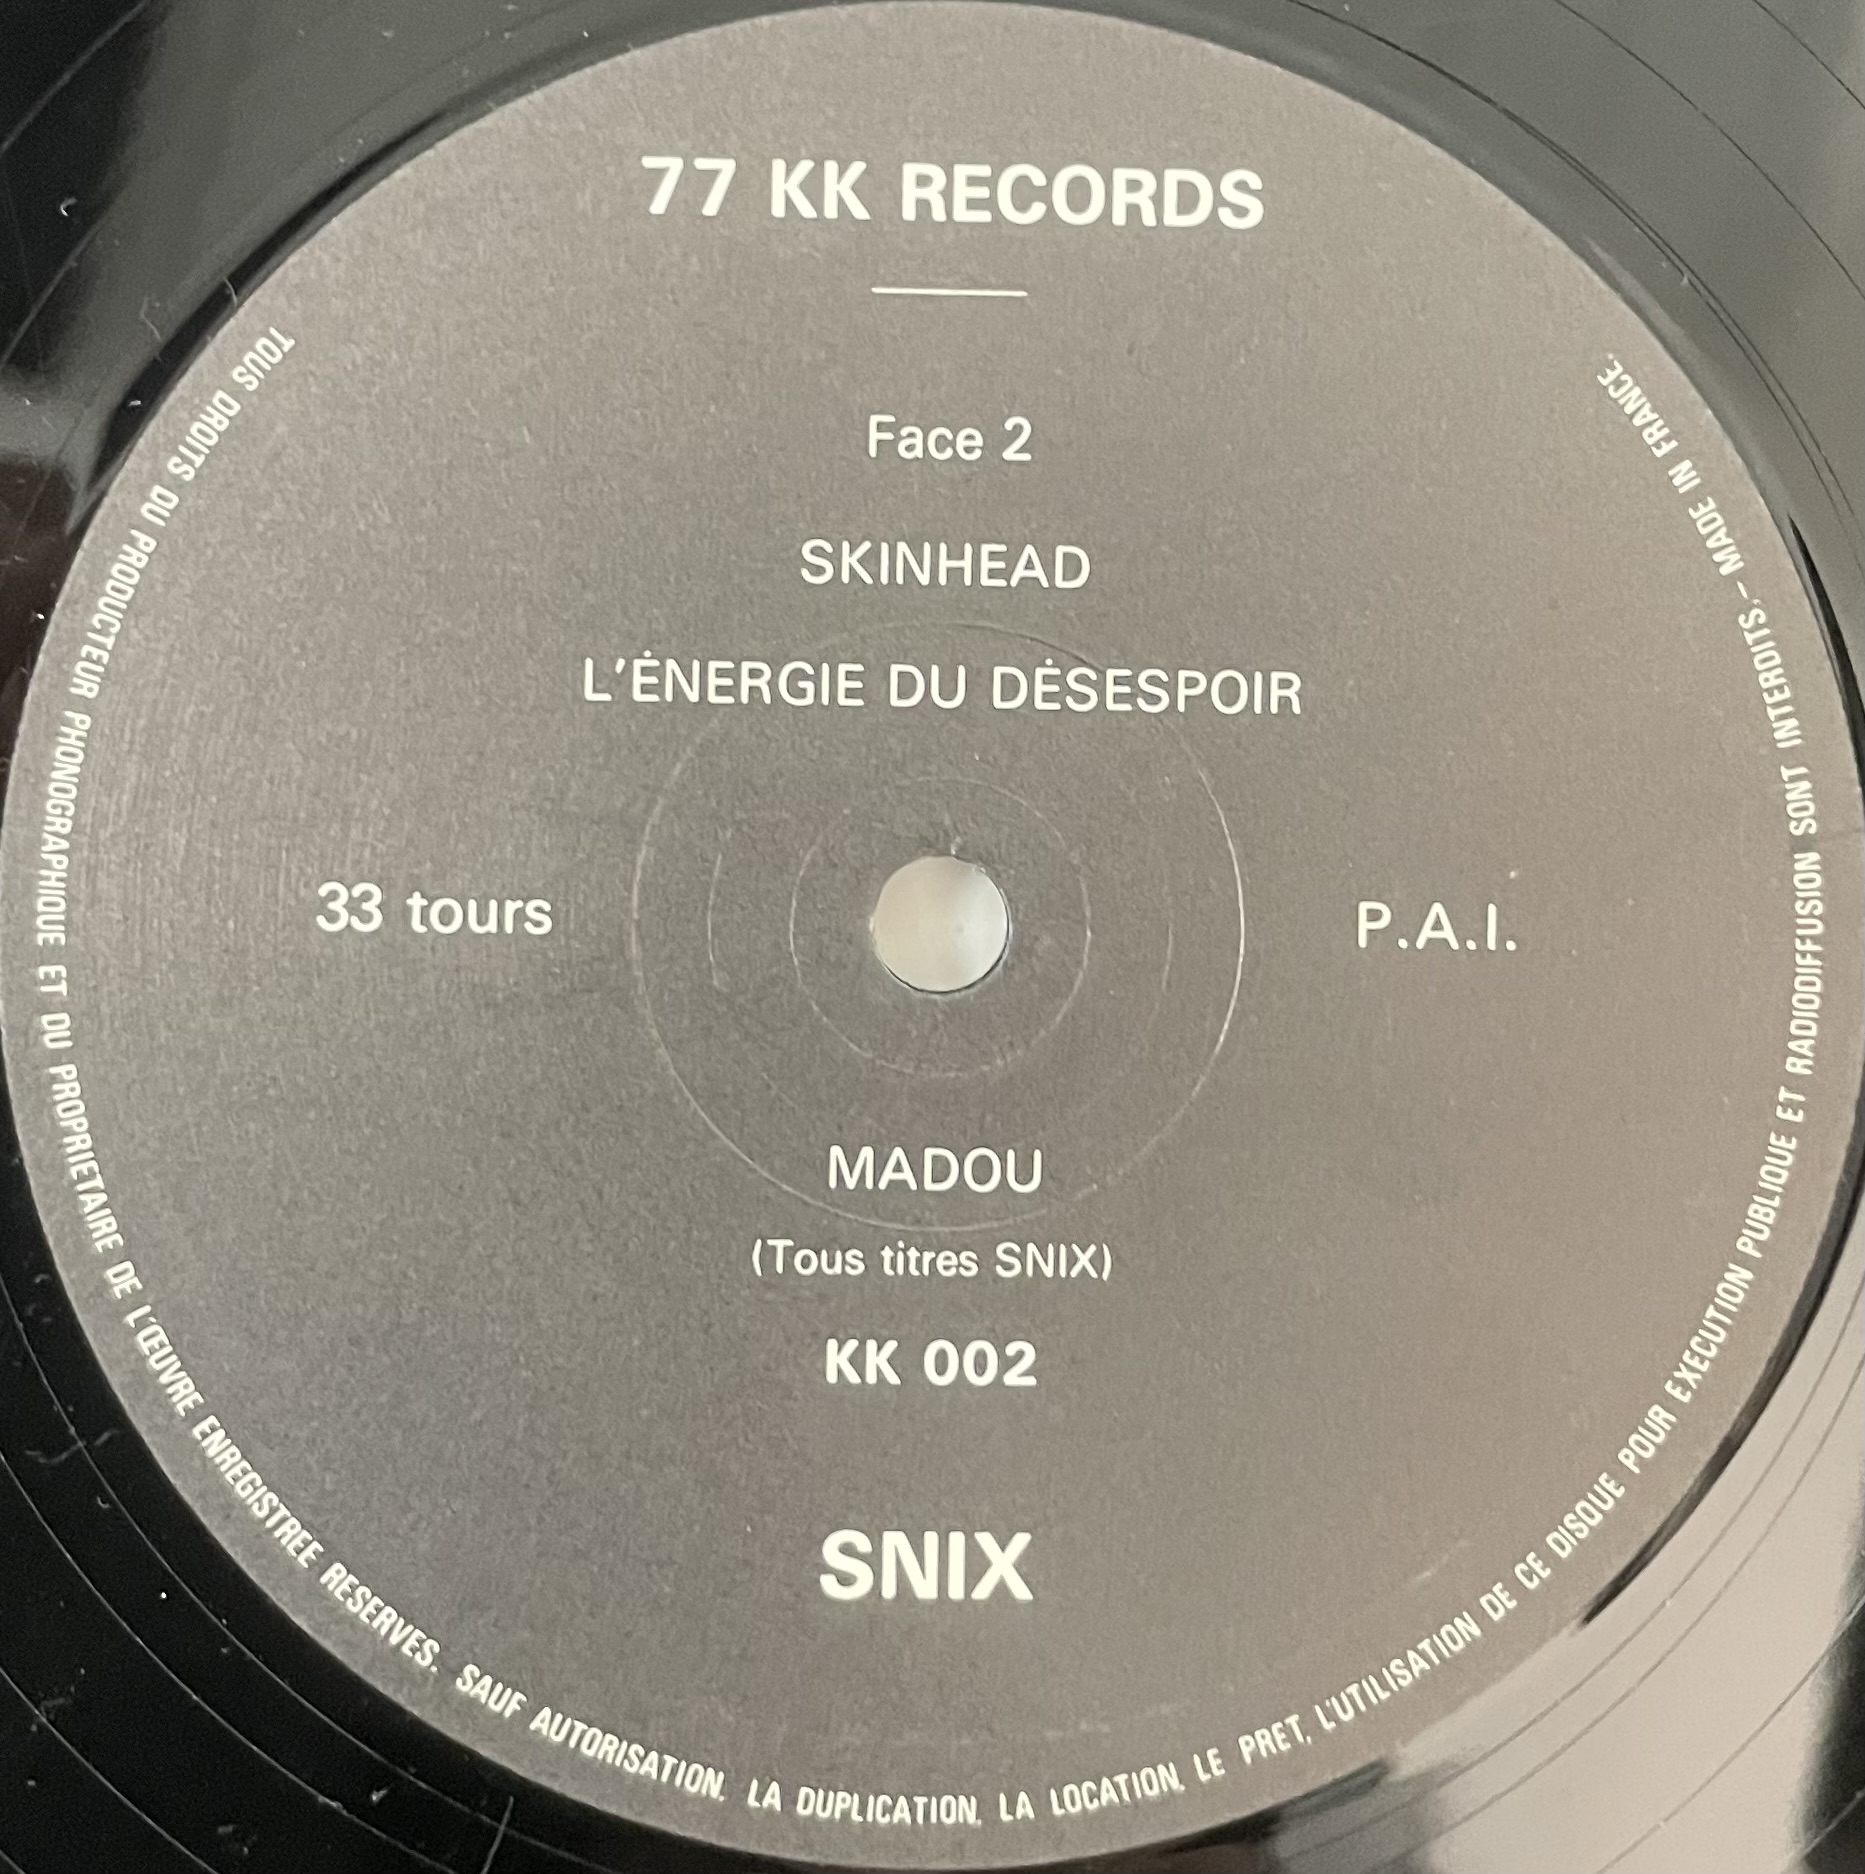 77 KK RECORDS
Face 2
SKINHEAD
L'ÉNERGIE DU DÉSESPOIR
33 tours
P.A.I.
MADOU
(Tous titres SNIX)
KK 002
SNIX
TOUS DROITS DU PRODUCTEUR PHONOGRAPHIQUE ET DU PROPRIETAIRE DE L'ŒUVRE ENREGISTREE RESERVES. SAUF AUTORISATION, LA DUPLICATION, LA LOCATION, LE PRET, L'UTILISATION DE CE DISQUE POUR EXECUTION PUBLIQUE ET RADIODIFFUSION SONT INTERDITS.- MADE IN FRANCE.